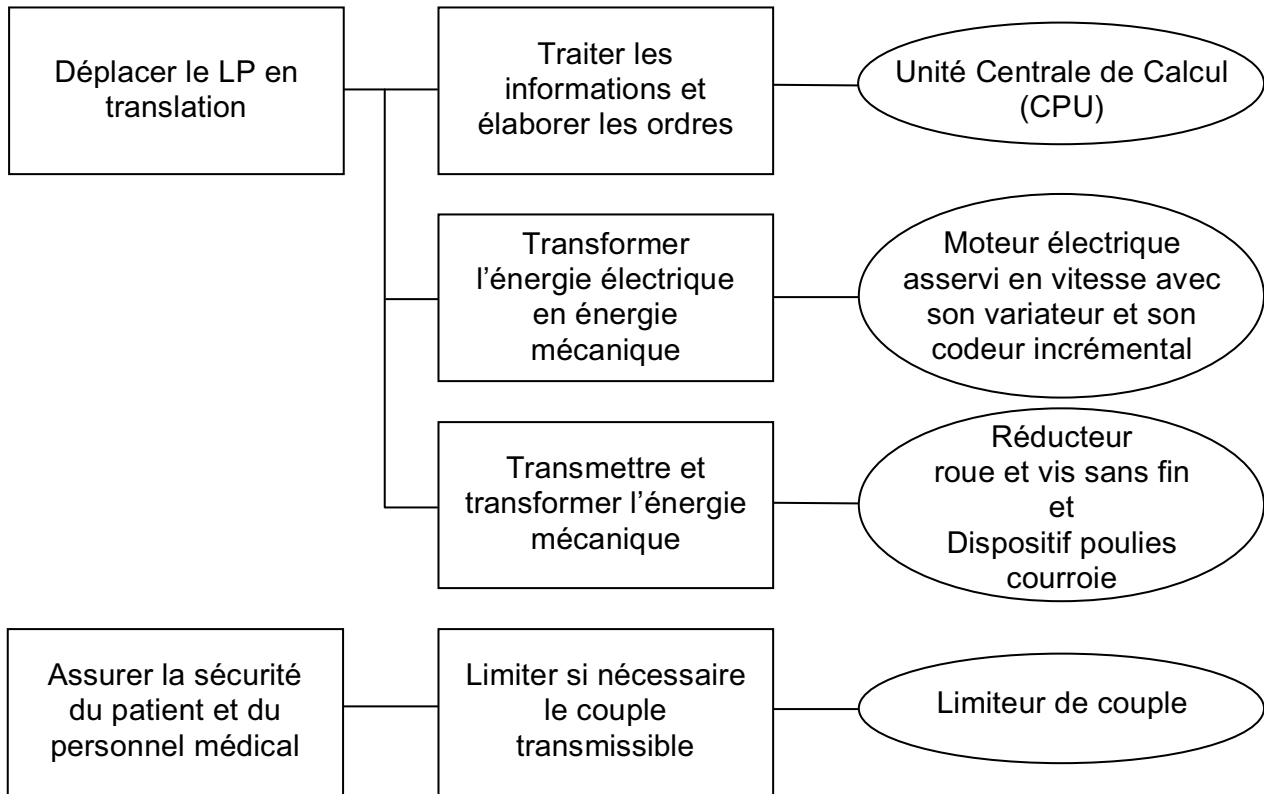 Déplacer le LP en
translation
Traiter les
informations et
élaborer les ordres
Unité Centrale de Calcul
(CPU)
Transformer
l’énergie électrique
en énergie
mécanique
Moteur électrique
asservi en vitesse avec
son variateur et son
codeur incrémental
Transmettre et
transformer l’énergie
mécanique
Réducteur
roue et vis sans fin
et
Dispositif poulies
courroie
Assurer la sécurité
du patient et du
personnel médical
Limiter si nécessaire
le couple
transmissible
Limiteur de couple